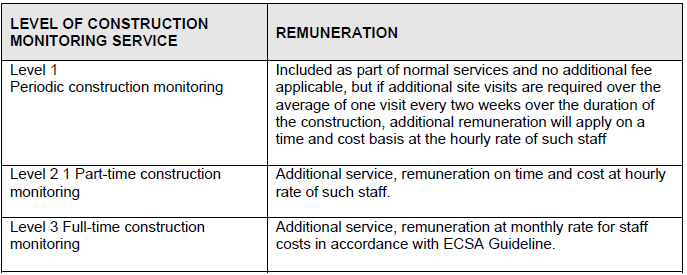 LEVEL OF CONSTRUCTION
MONITORING SERVICE
REMUNERATION
Level 1
Periodic construction monitoring
Included as part of normal services and no additional fee
applicable, but if additional site visits are required over the
average of one visit every two weeks over the duration of
the construction, additional remuneration will apply on a
time and cost basis at the hourly rate of such staff
Level 2 1 Part-time construction
monitoring
Additional service, remuneration on time and cost at hourly
rate of such staff.
Level 3 Full-time construction
monitoring
Additional service, remuneration at monthly rate for staff
costs in accordance with ECSA Guideline.